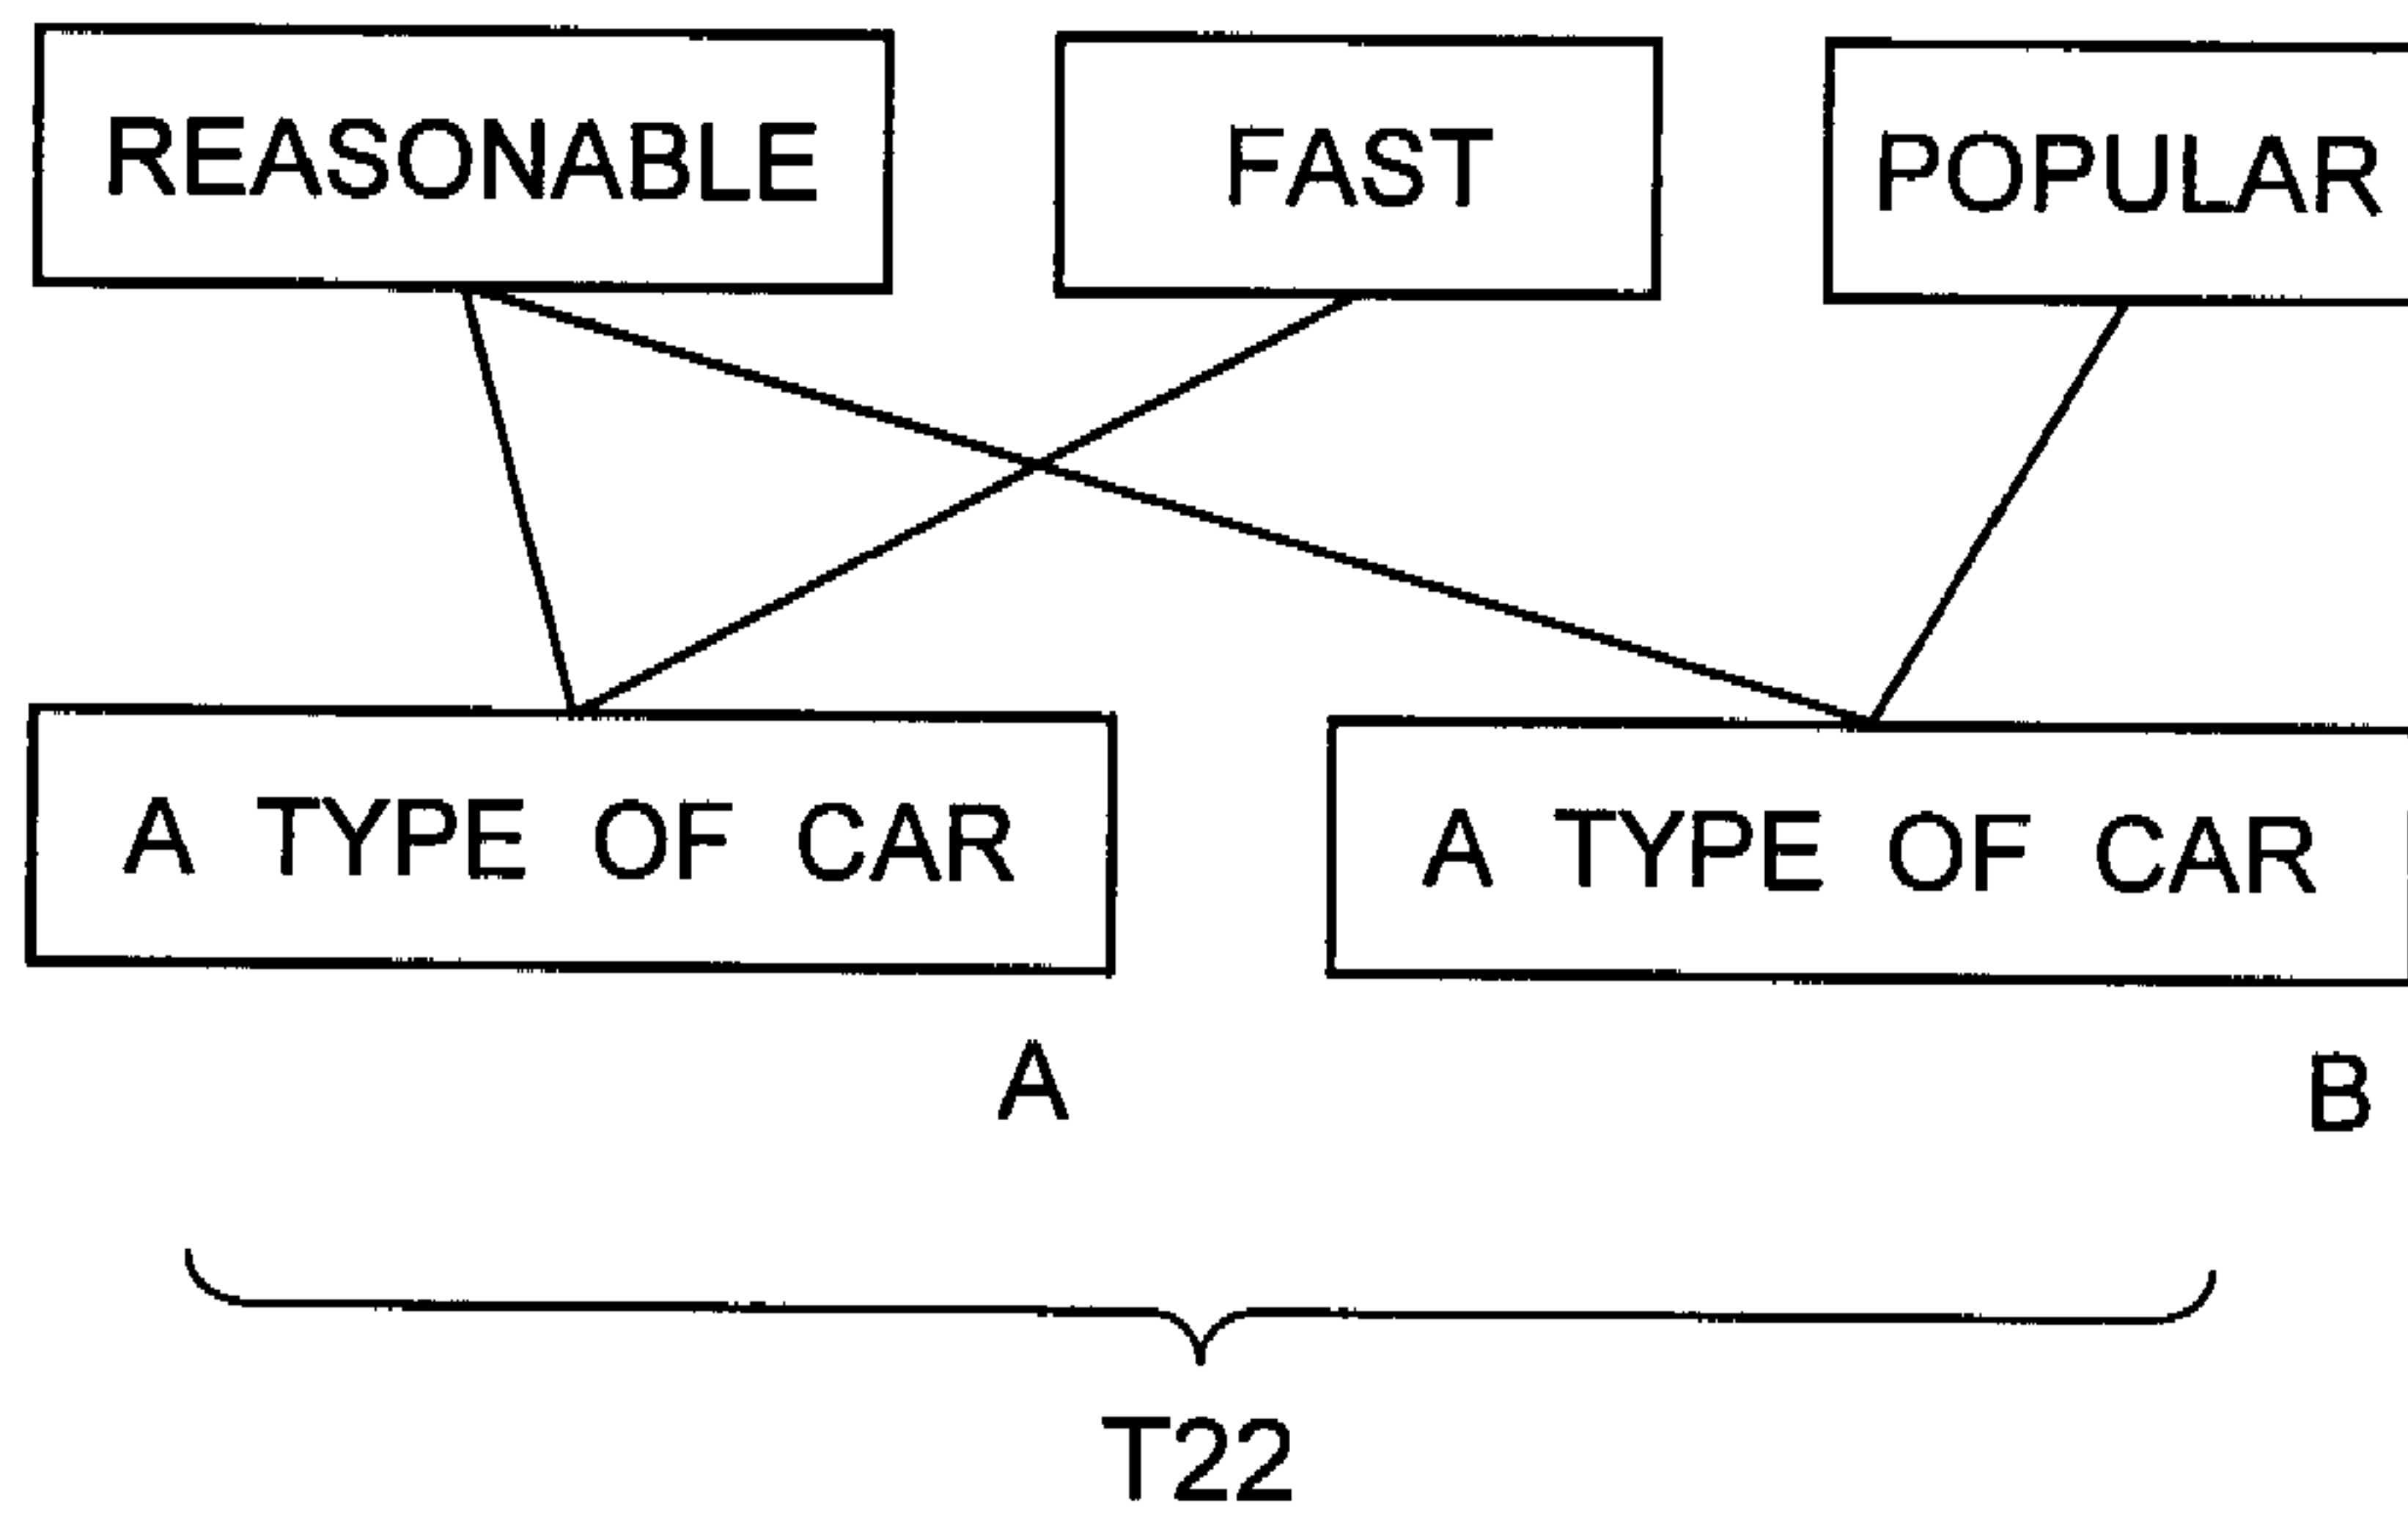 REASONABLE FAST POPULAR
A TYPE OF CAR A TYPE OF CAR
A B
T22